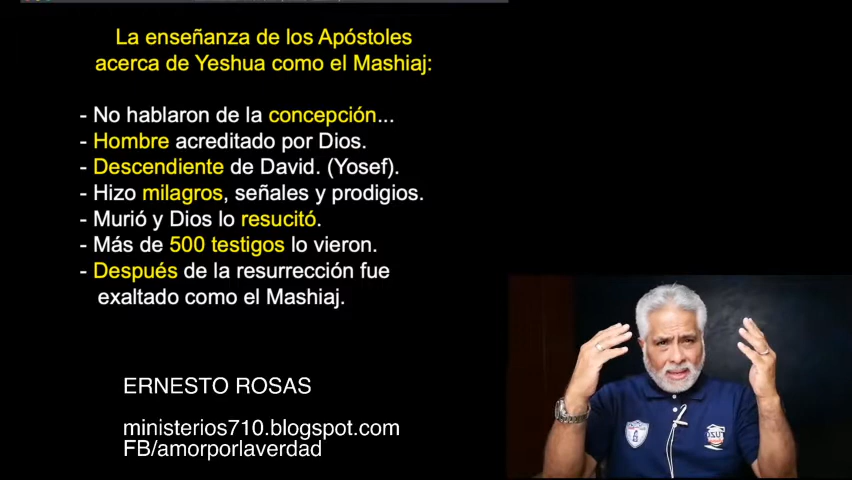 La enseñanza de los Apóstoles
acerca de Yeshua como el Mashiaj:
- No hablaron de la concepción...
- Hombre acreditado por Dios.
- Descendiente de David. (Yosef).
- Hizo milagros, señales y prodigios.
- Murió y Dios lo resucitó.
- Más de 500 testigos lo vieron.
- Después de la resurrección fue
exaltado como el Mashiaj.
ERNESTO ROSAS
ministerios710.blogspot.com
FB/amorporlaverdad